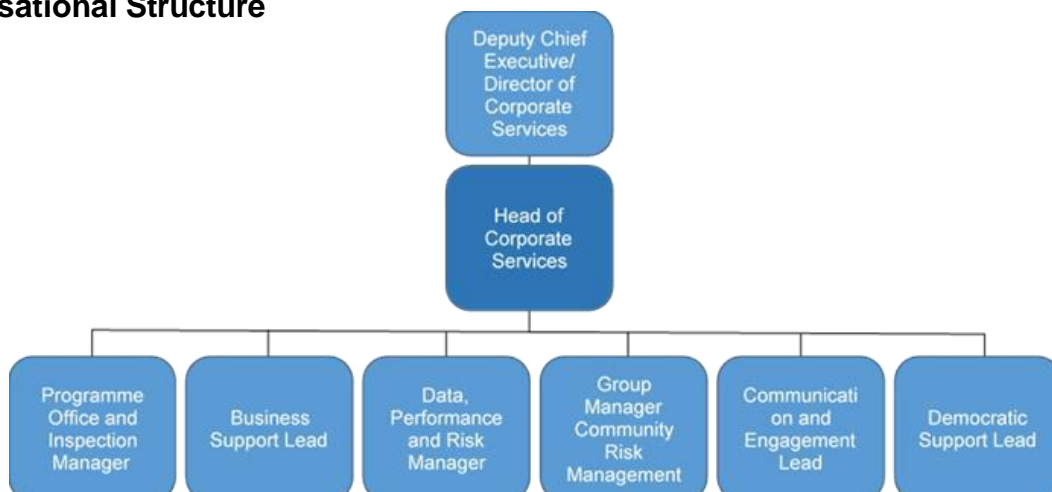 sational Structure
Deputy Chief
Executive/
Director of
Corporate
Services
Head of
Corporate
Services
Programme
Office and
Inspection
Manager
Business
Support Lead
Data,
Performance
and Risk
Manager
Group
Manager
Community
Risk
Management
Communicati
on and
Engagement
Lead
Democratic
Support Lead